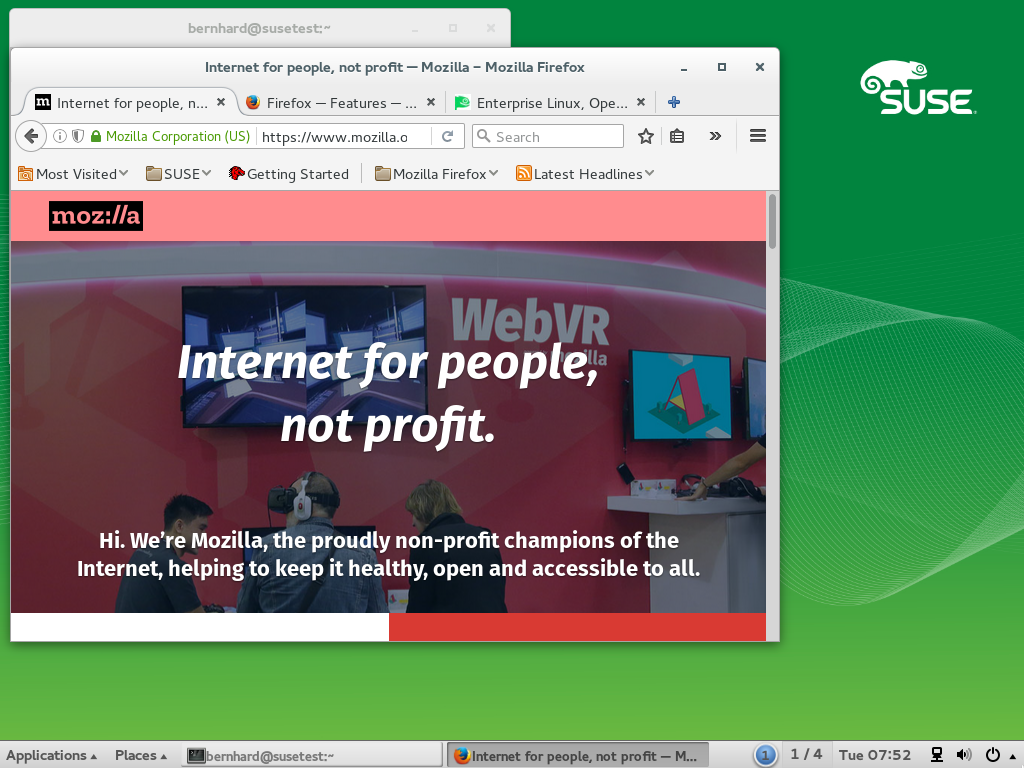 bernhard@susetest:~
SUSE
Internet for people, not profit — Mozilla – Mozilla Firefox
m Internet for people, n...
Firefox — Features — ...
Enterprise Linux, Ope...
Mozilla Corporation (US)
https://www.mozilla.o
Search
Most Visited
SUSE
Getting Started
Mozilla Firefox
Latest Headlines
moz://a
WebVR
Internet for people,
not profit.
Hi. We’re Mozilla, the proudly non-profit champions of the
Internet, helping to keep it healthy, open and accessible to all.
Applications
Places
bernhard@susetest:~
Internet for people, not profit — M...
1
1 / 4
Tue 07:52